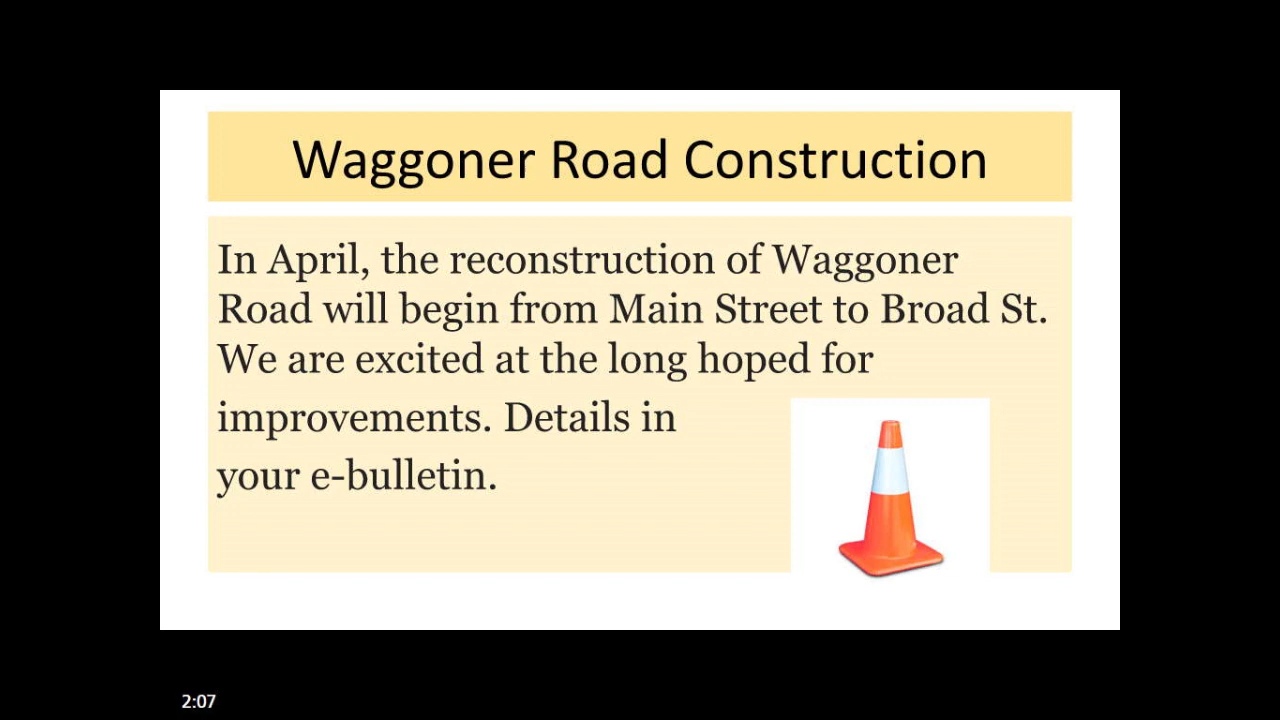 Waggoner Road Construction
In April, the reconstruction of Waggoner
Road will begin from Main Street to Broad St.
We are excited at the long hoped for
improvements. Details in
your e-bulletin.
2:07